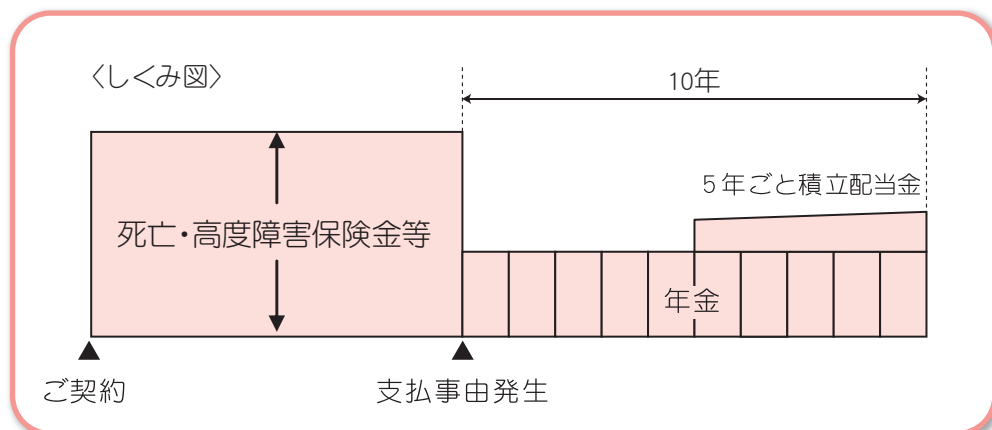 〈しくみ図〉
10年
5年ごと積立配当金
死亡・高度障害保険金等
年金
ご契約
支払事由発生